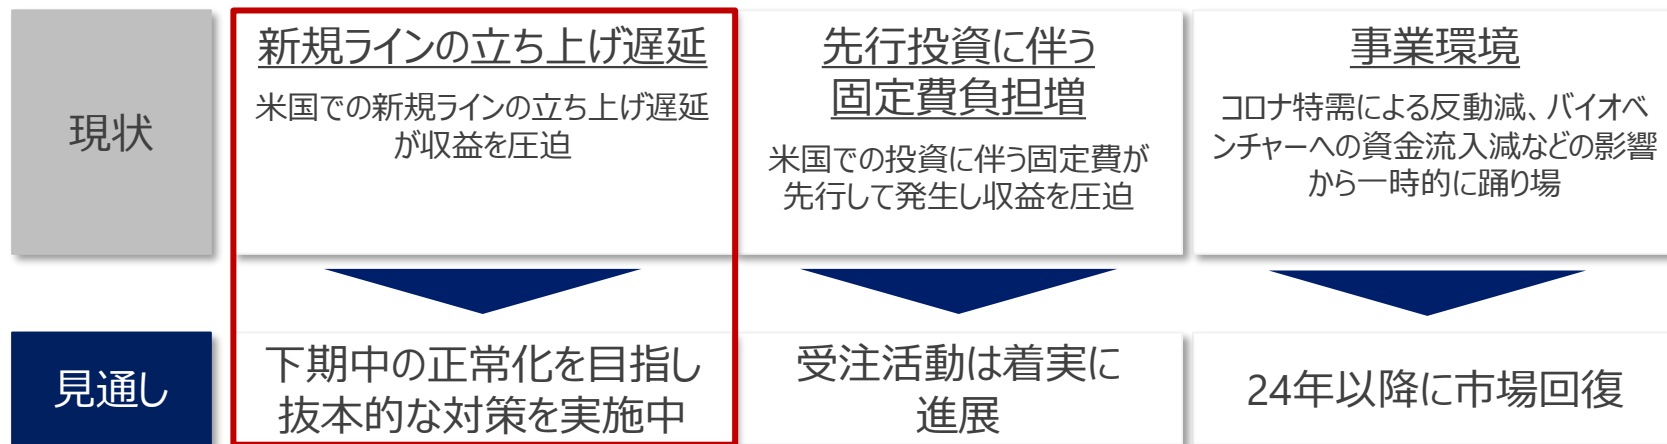 現状
新規ラインの立ち上げ遅延
米国での新規ラインの立ち上げ遅延
が収益を圧迫
先行投資に伴う
固定費負担増
米国での投資に伴う固定費が
先行して発生し収益を圧迫
事業環境
コロナ特需による反動減、バイオベ
ンチャーへの資金流入減などの影響
から一時的に踊り場
見通し
下期中の正常化を目指し
抜本的な対策を実施中
受注活動は着実に
進展
24年以降に市場回復